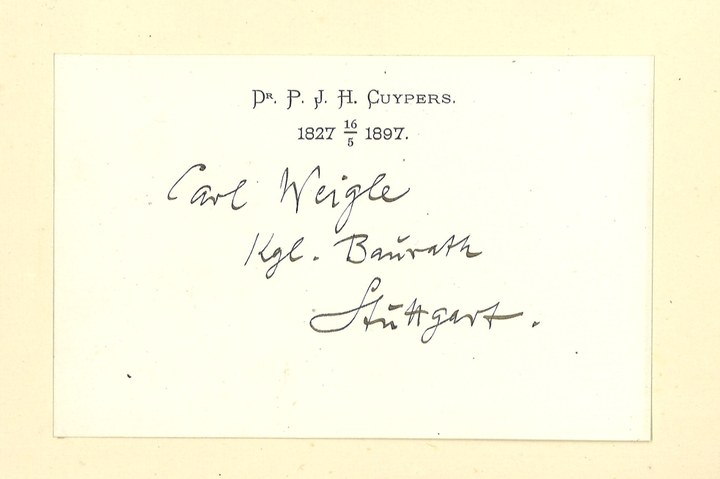 Dr. P. J. H. Cuypers.
1827 16/5 1897.
Carl Weigle
Kgl. Baurath
Stuttgart.